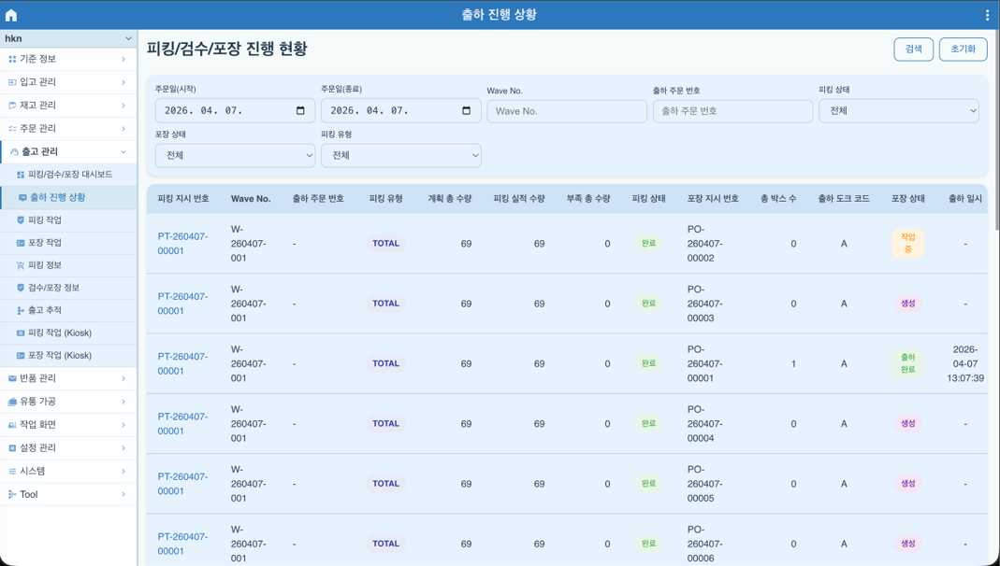 출하 진행 상황
hkn
기준 정보
입고 관리
재고 관리
주문 관리
출고 관리
피킹/검수/포장 대시보드
출하 진행 상황
피킹 작업
포장 작업
피킹 정보
검수/포장 정보
출고 추적
피킹 작업 (Kiosk)
포장 작업 (Kiosk)
반품 관리
유통 가공
작업 화면
설정 관리
시스템
Tool
피킹/검수/포장 진행 현황
검색
초기화
주문일(시작)
2026. 04. 07.
주문일(종료)
2026. 04. 07.
Wave No.
Wave No.
출하 주문 번호
출하 주문 번호
피킹 상태
전체
포장 상태
전체
피킹 유형
전체
피킹 지시 번호 Wave No. 출하 주문 번호 피킹 유형 계획 총 수량 피킹 실적 수량 부족 총 수량 피킹 상태 포장 지시 번호 총 박스 수 출하 도크 코드 포장 상태 출하 일시
PT-260407-
00001
W-
260407-
001
-
TOTAL
69
69
0
완료
PO-
260407-
00002
0
A
작업
중
-
PT-260407-
00001
W-
260407-
001
-
TOTAL
69
69
0
완료
PO-
260407-
00003
0
A
생성
-
PT-260407-
00001
W-
260407-
001
-
TOTAL
69
69
0
완료
PO-
260407-
00001
1
A
출하
완료
2026-
04-07
13:07:39
PT-260407-
00001
W-
260407-
001
-
TOTAL
69
69
0
완료
PO-
260407-
00004
0
A
생성
-
PT-260407-
00001
W-
260407-
001
-
TOTAL
69
69
0
완료
PO-
260407-
00005
0
A
생성
-
PT-260407-
00001
W-
260407-
001
-
TOTAL
69
69
0
완료
PO-
260407-
00006
0
A
생성
-